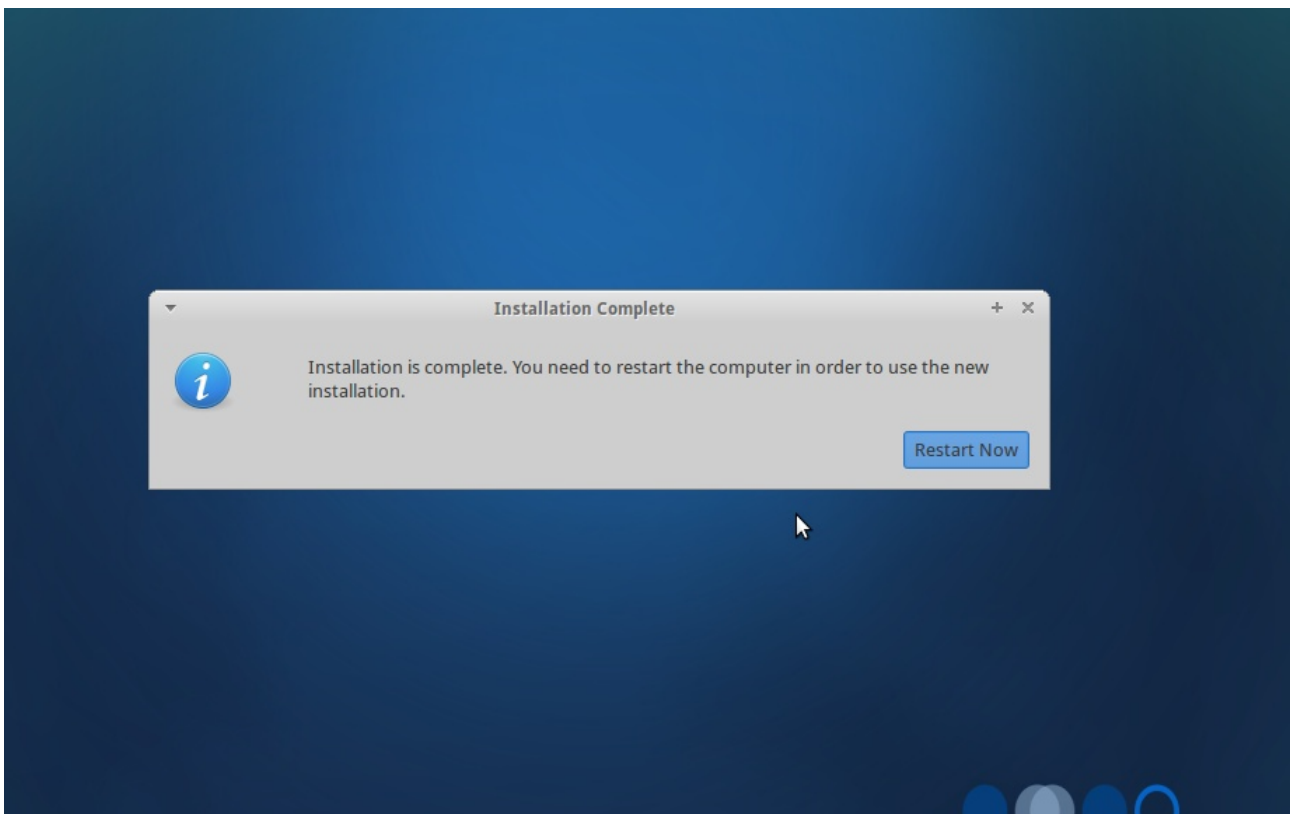 Installation Complete
Installation is complete. You need to restart the computer in order to use the new
installation.
Restart Now